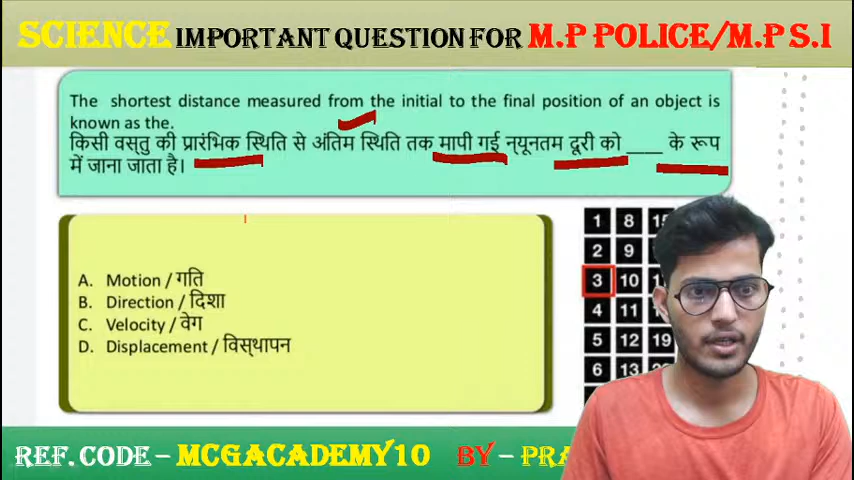 SCIENCE IMPORTANT QUESTION FOR M.P POLICE/M.P S.I
The shortest distance measured from the initial to the final position of an object is
known as the.
किसी वस्तु की प्रारंभिक स्थिति से अंतिम स्थिति तक मापी गई न्यूनतम दूरी को ____ के रूप
में जाना जाता है।
A. Motion / गति
B. Direction / दिशा
C. Velocity / वेग
D. Displacement / विस्थापन
1 8 15
2 9
3 10
4 11
5 12 19
6 13
REF. CODE – MCGACADEMY10 BY – PRA